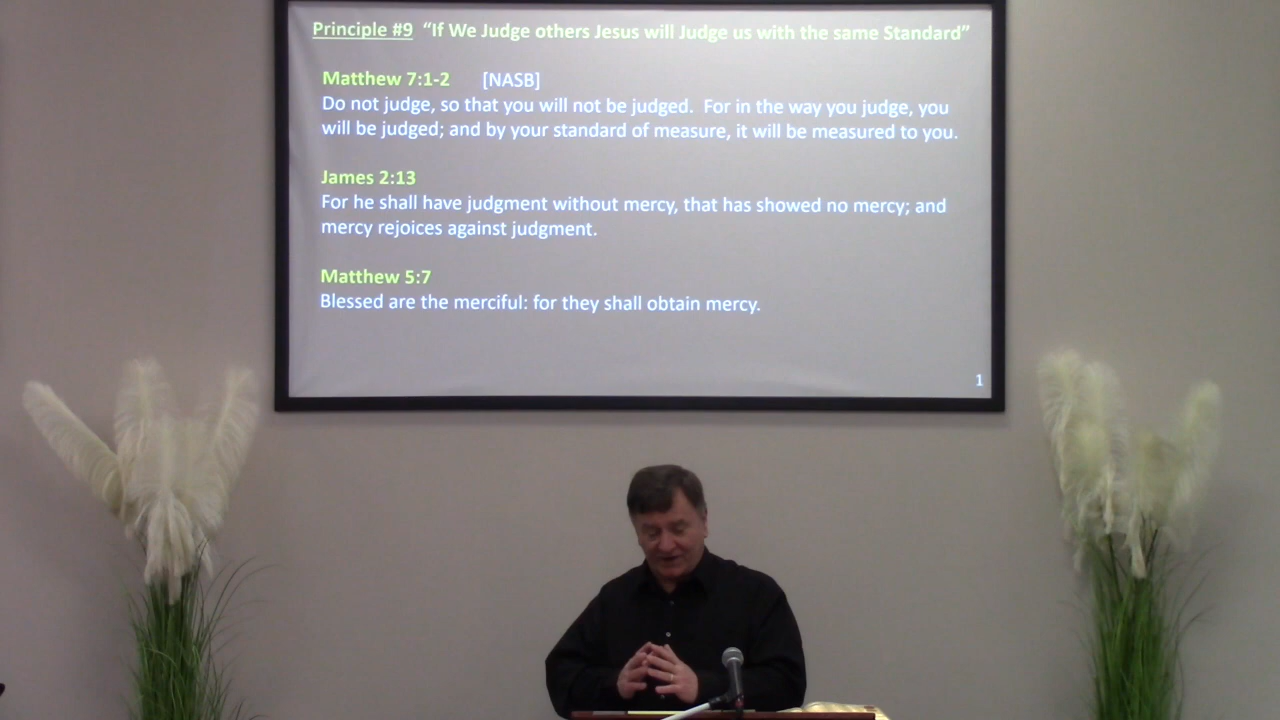 Principle #9 “If We Judge others Jesus will Judge us with the same Standard”
Matthew 7:1-2 [NASB]
Do not judge, so that you will not be judged. For in the way you judge, you
will be judged; and by your standard of measure, it will be measured to you.
James 2:13
For he shall have judgment without mercy, that has showed no mercy; and
mercy rejoices against judgment.
Matthew 5:7
Blessed are the merciful: for they shall obtain mercy.
1